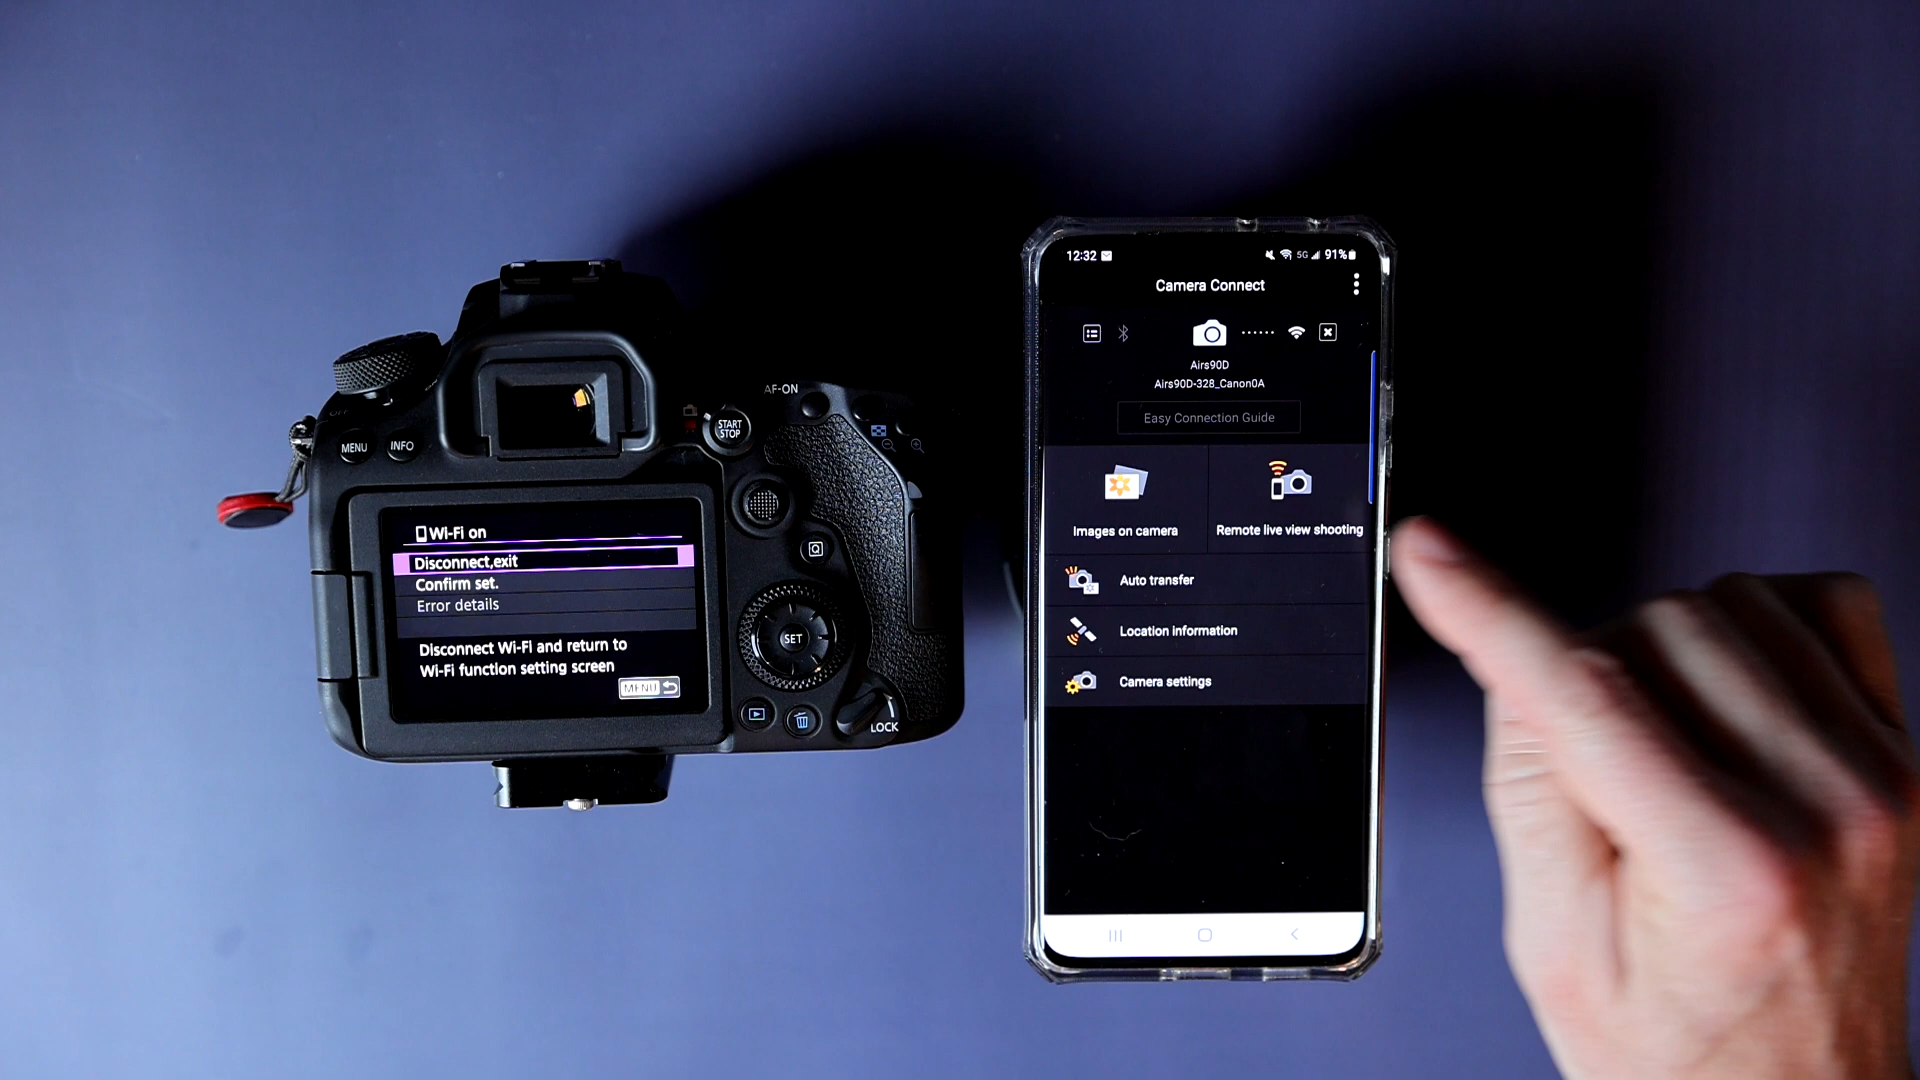 AF-ON
START
STOP
OFF
MENU INFO
Wi-Fi on
Disconnect,exit
Confirm set.
Error details
Disconnect Wi-Fi and return to
Wi-Fi function setting screen
MENU
Q
SET
LOCK
12:32
5G 91%
Camera Connect
Airs90D
Airs90D-328_Canon0A
Easy Connection Guide
Images on camera
Remote live view shooting
Auto transfer
Location information
Camera settings